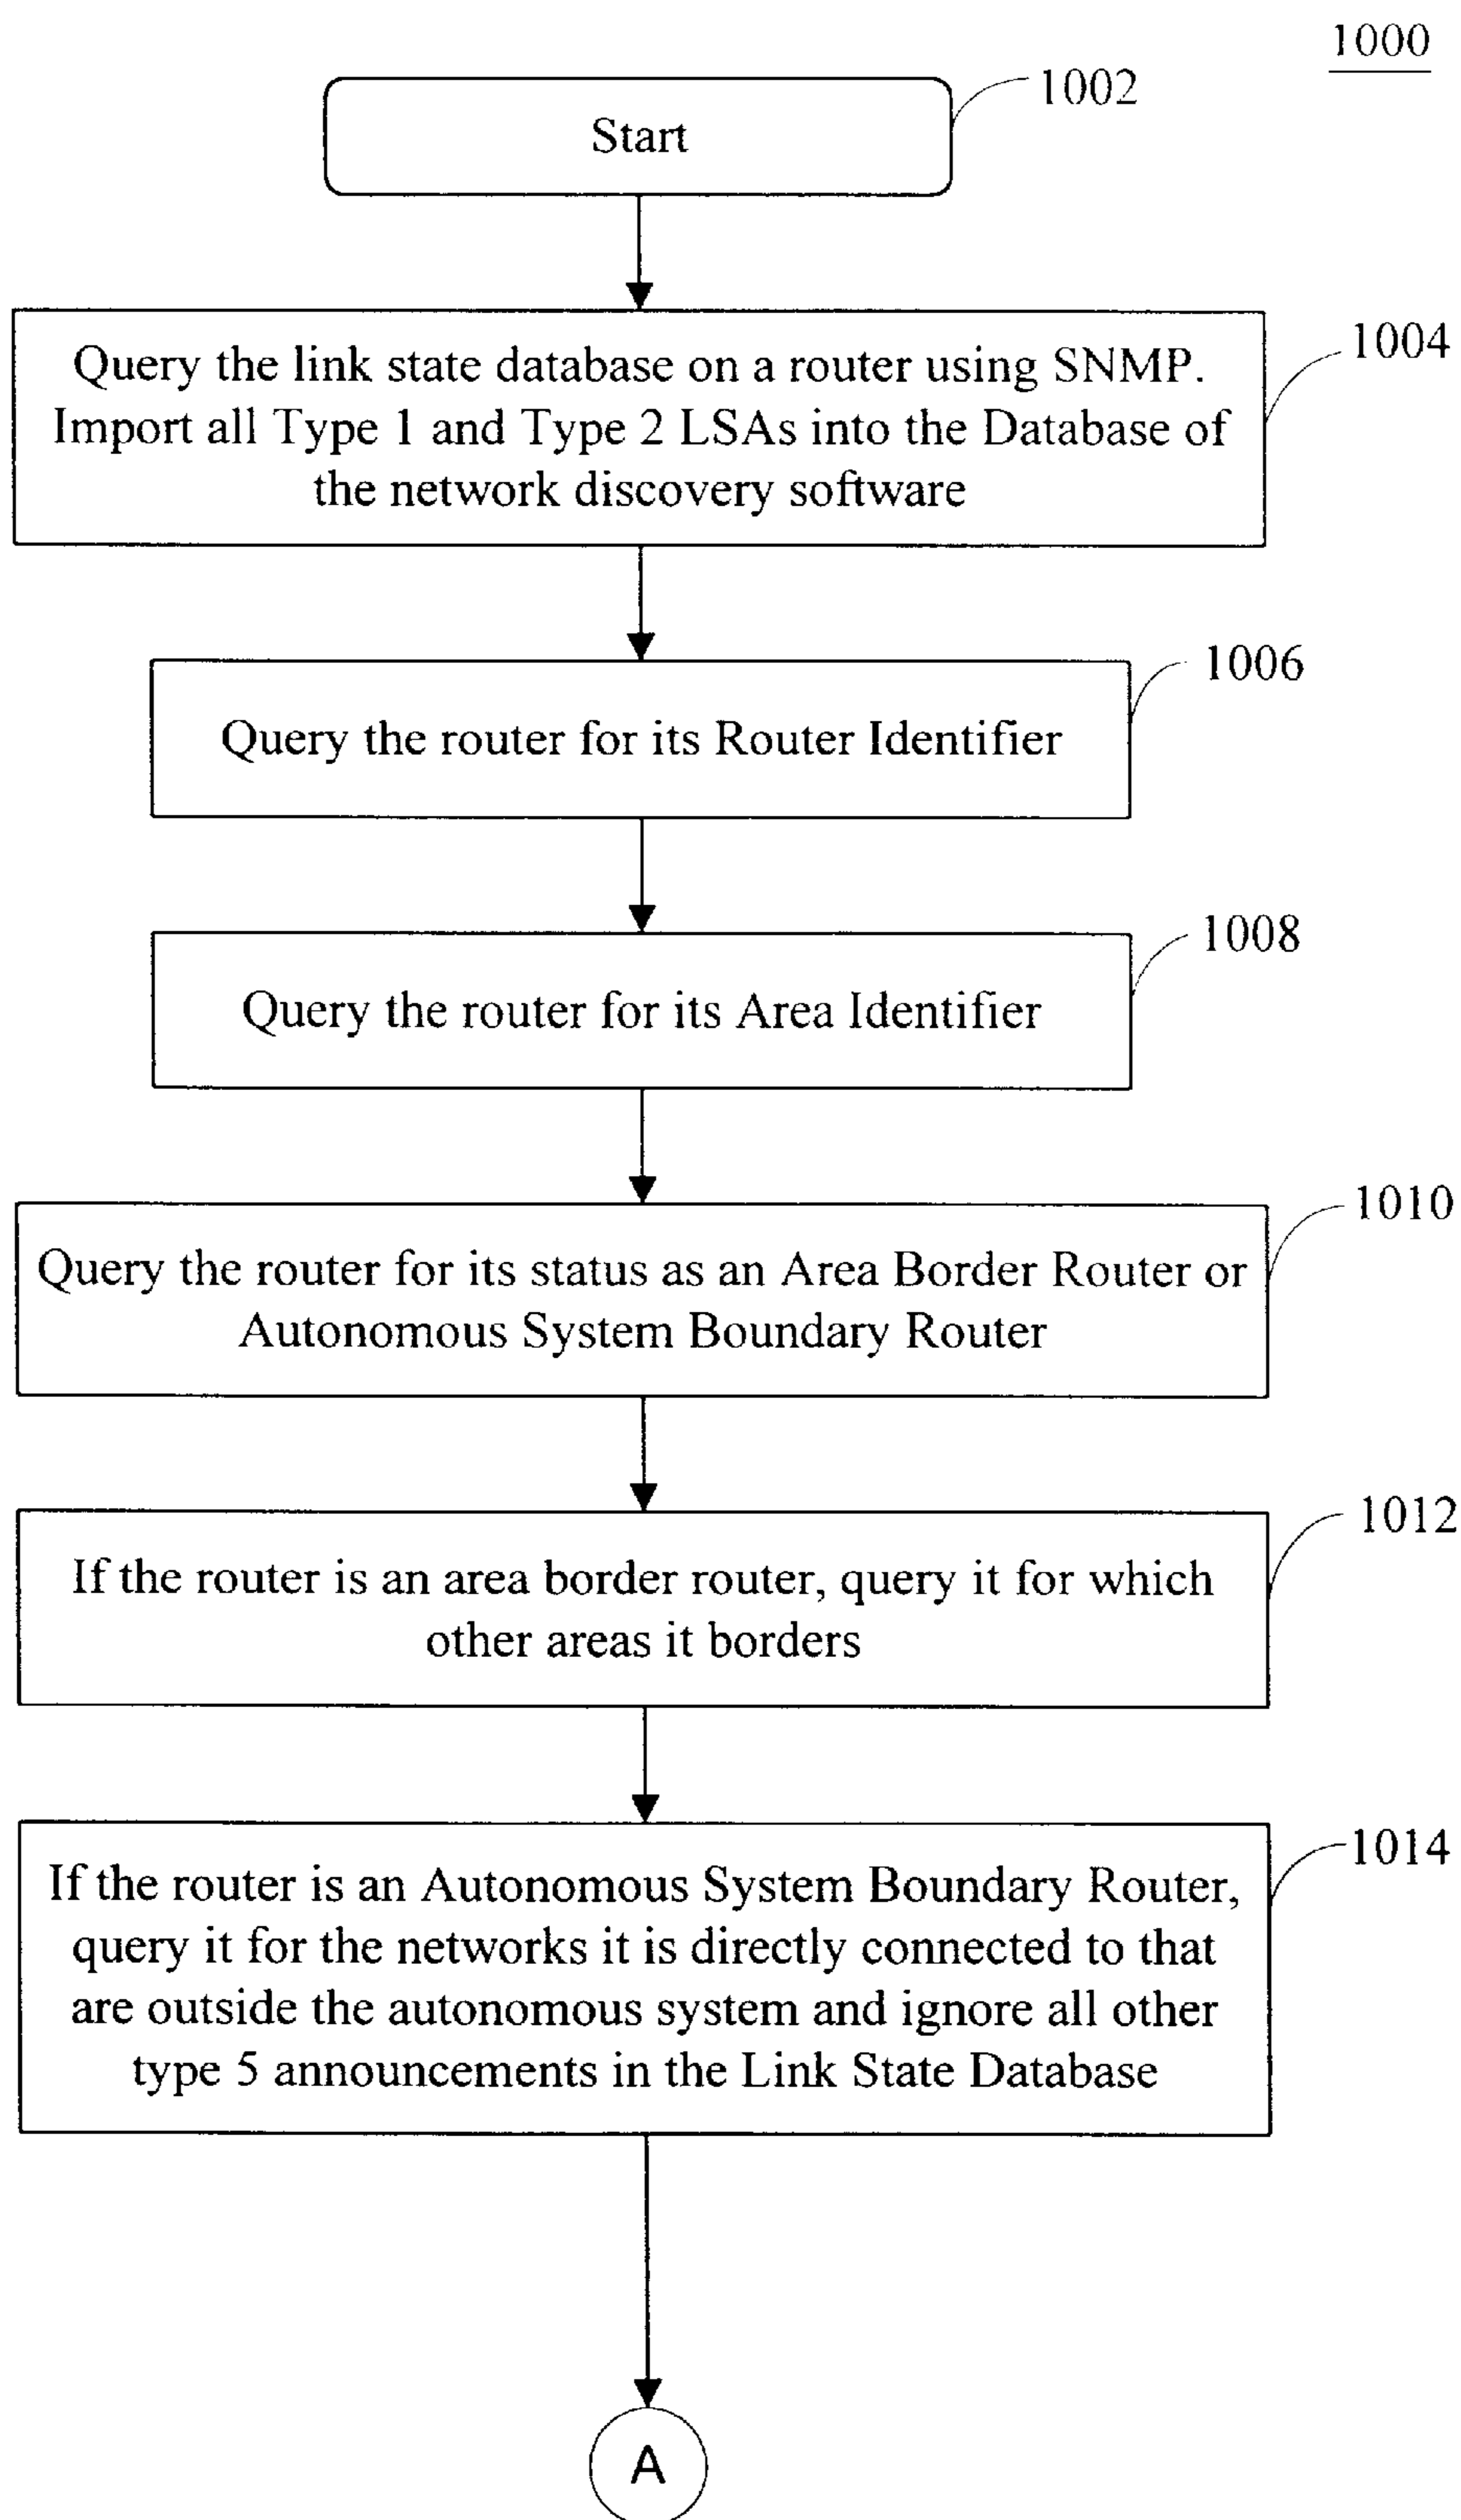 1000
1002
Start
1004
Query the link state database on a router using SNMP.
Import all Type 1 and Type 2 LSAs into the Database of
the network discovery software
1006
Query the router for its Router Identifier
1008
Query the router for its Area Identifier
1010
Query the router for its status as an Area Border Router or
Autonomous System Boundary Router
1012
If the router is an area border router, query it for which
other areas it borders
1014
If the router is an Autonomous System Boundary Router,
query it for the networks it is directly connected to that
are outside the autonomous system and ignore all other
type 5 announcements in the Link State Database
A